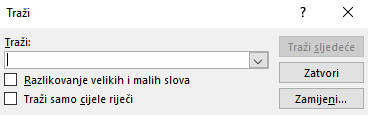 Traži
?
Traži:
Traži sljedeće
Zatvori
Razlikovanje velikih i malih slova
Traži samo cijele riječi
Zamijeni...